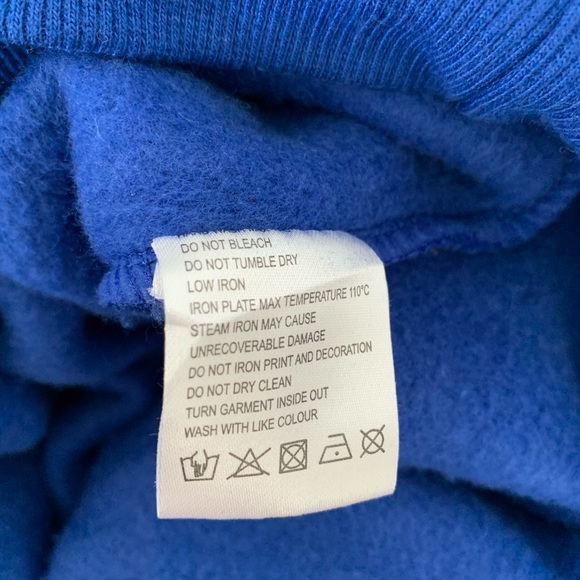 DO NOT BLEACH
DO NOT TUMBLE DRY
LOW IRON
IRON PLATE MAX TEMPERATURE 110°C
STEAM IRON MAY CAUSE
UNRECOVERABLE DAMAGE
DO NOT IRON PRINT AND DECORATION
DO NOT DRY CLEAN
TURN GARMENT INSIDE OUT
WASH WITH LIKE COLOUR